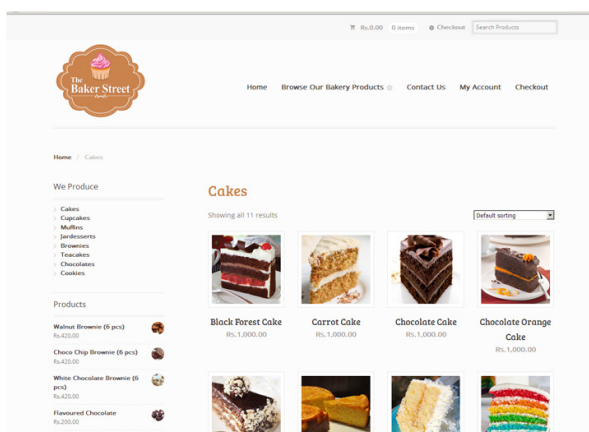 Rs.0.00 0 items Checkout Search Products
The
Baker Street
Home Browse Our Bakery Products Contact Us My Account Checkout
Home / Cakes
We Produce
Cakes
Cupcakes
Muffins
Jardesserts
Brownies
Teacakes
Chocolates
Cookies
Products
Walnut Brownie (6 pcs)
Rs.420.00
Choco Chip Brownie (6 pcs)
Rs.420.00
White Chocolate Brownie (6
pcs)
Rs.420.00
Flavoured Chocolate
Rs.200.00
Cakes
Showing all 11 results
Default sorting
Black Forest Cake
Rs.1,000.00
Carrot Cake
Rs.1,000.00
Chocolate Cake
Rs.1,000.00
Chocolate Orange
Cake
Rs.1,000.00